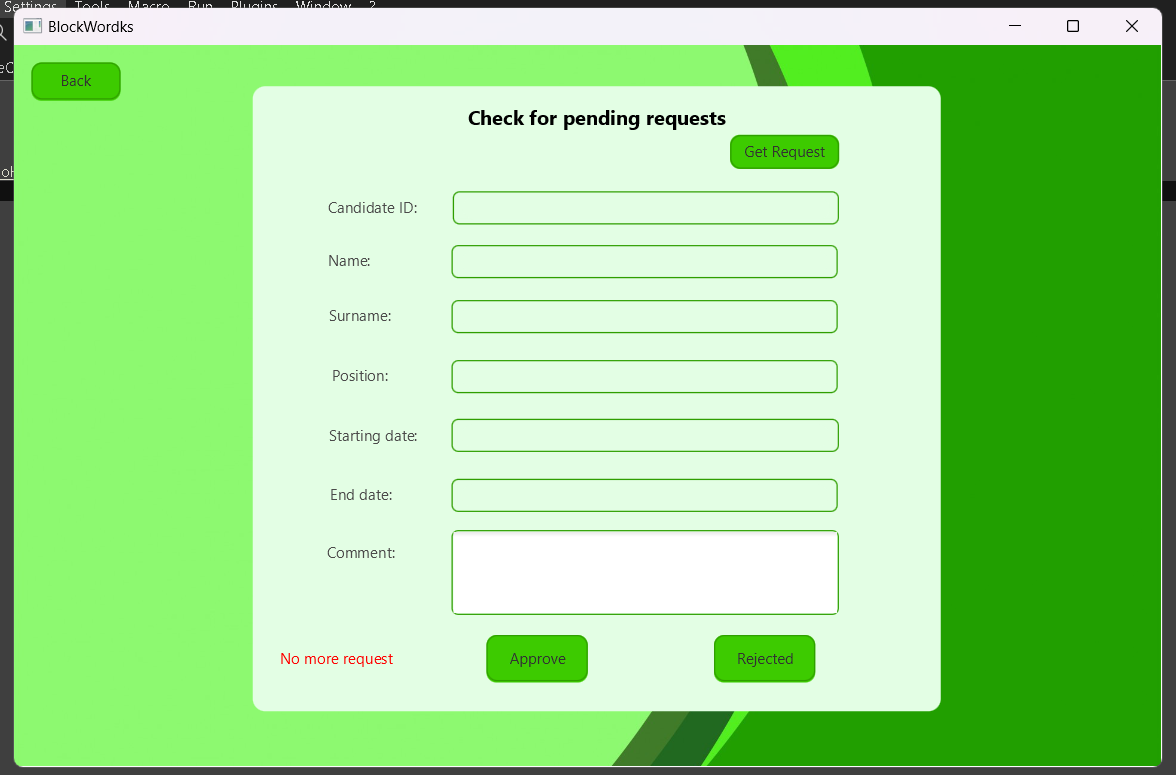 Settings Tools Macro Run Plugins Window ?
BlockWordks
Back
Check for pending requests
Get Request
Candidate ID:
Name:
Surname:
Position:
Starting date:
End date:
Comment:
No more request
Approve
Rejected